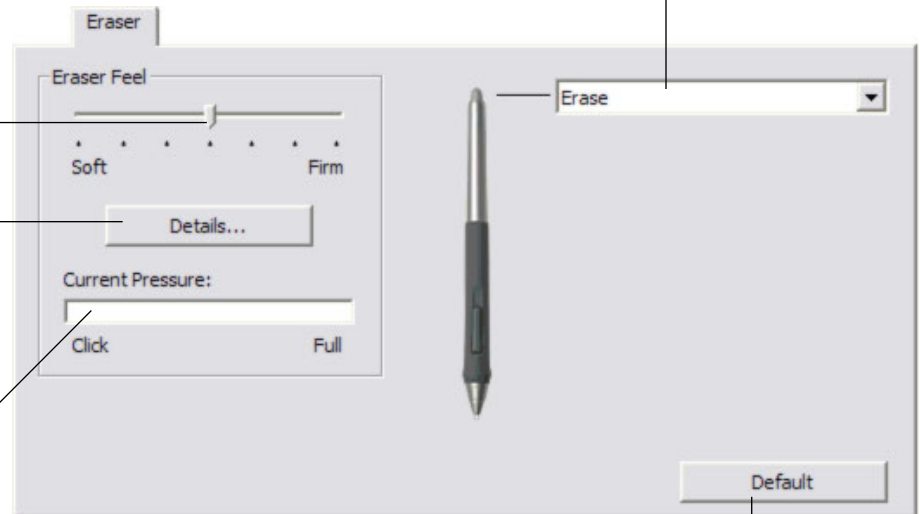 Eraser
Eraser Feel
Erase
Soft Firm
Details...
Current Pressure:
Click Full
Default